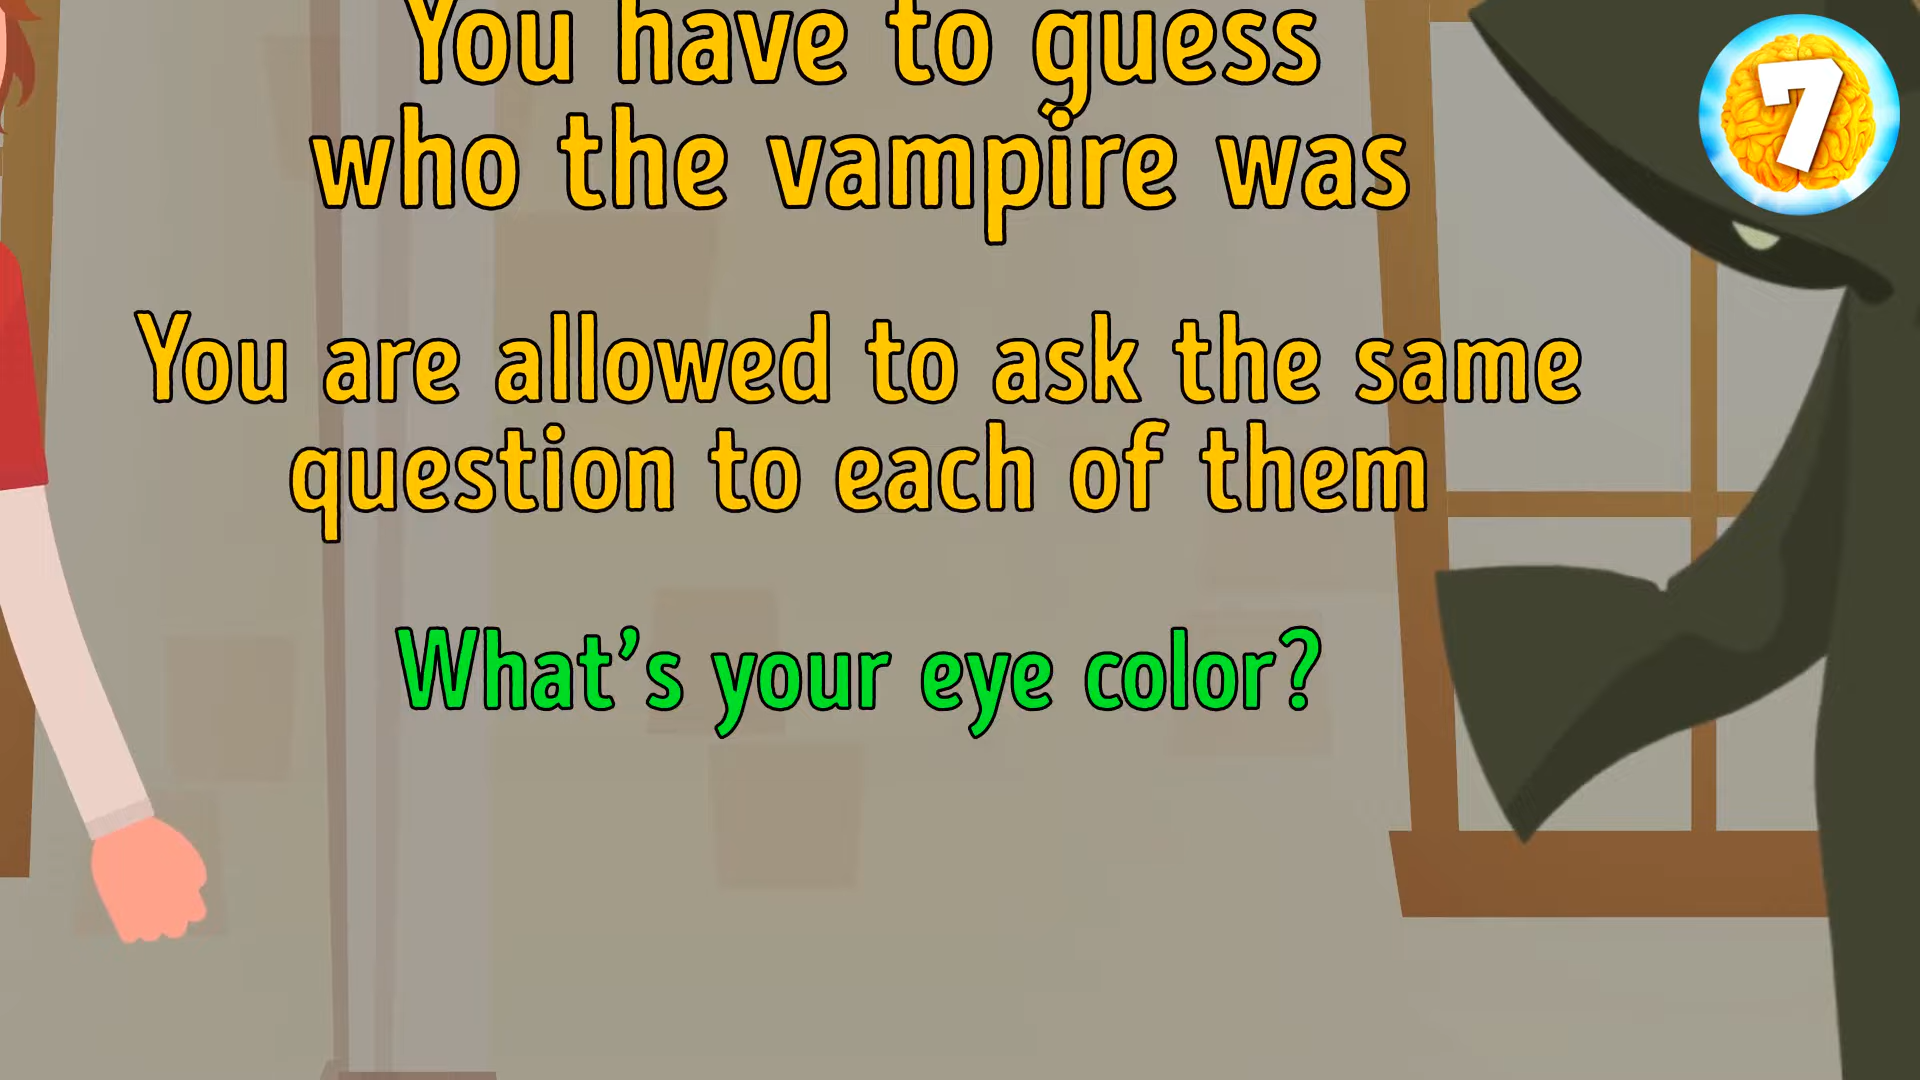 You have to guess
who the vampire was
You are allowed to ask the same
question to each of them
What's your eye color?
7